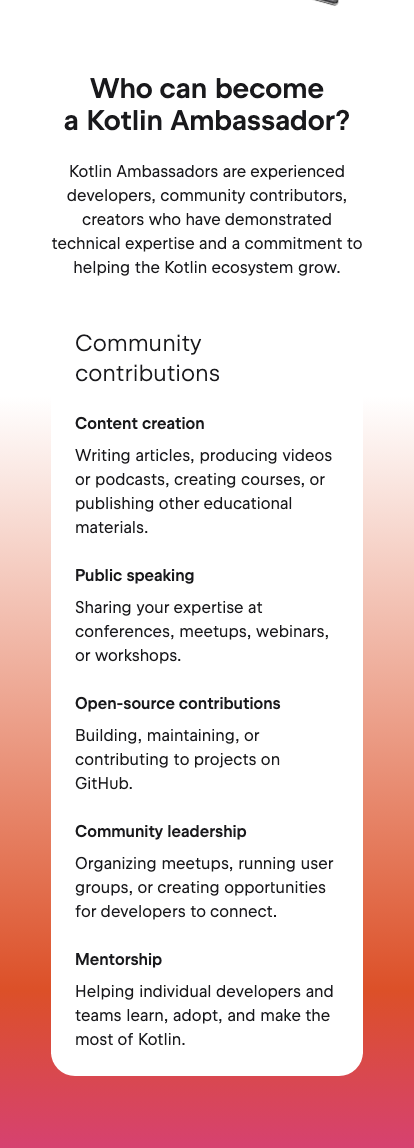 Who can become
a Kotlin Ambassador?
Kotlin Ambassadors are experienced
developers, community contributors,
creators who have demonstrated
technical expertise and a commitment to
helping the Kotlin ecosystem grow.
Community
contributions
Content creation
Writing articles, producing videos
or podcasts, creating courses, or
publishing other educational
materials.
Public speaking
Sharing your expertise at
conferences, meetups, webinars,
or workshops.
Open-source contributions
Building, maintaining, or
contributing to projects on
GitHub.
Community leadership
Organizing meetups, running user
groups, or creating opportunities
for developers to connect.
Mentorship
Helping individual developers and
teams learn, adopt, and make the
most of Kotlin.